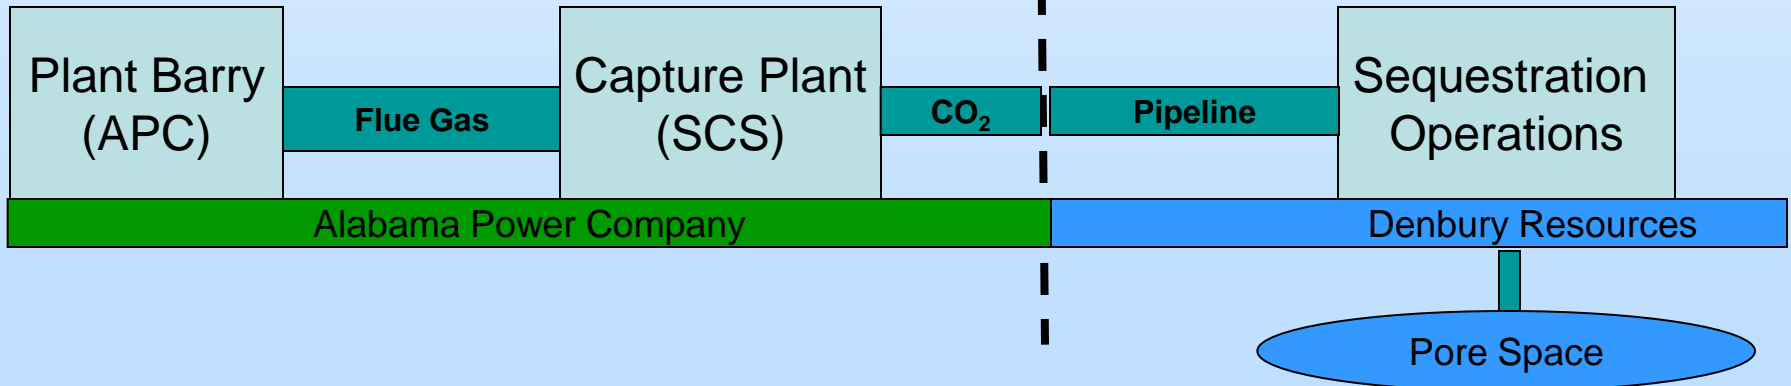 Plant Barry
(APC)
Flue Gas
Capture Plant
(SCS)
CO₂
Pipeline
Sequestration
Operations
Alabama Power Company
Denbury Resources
Pore Space